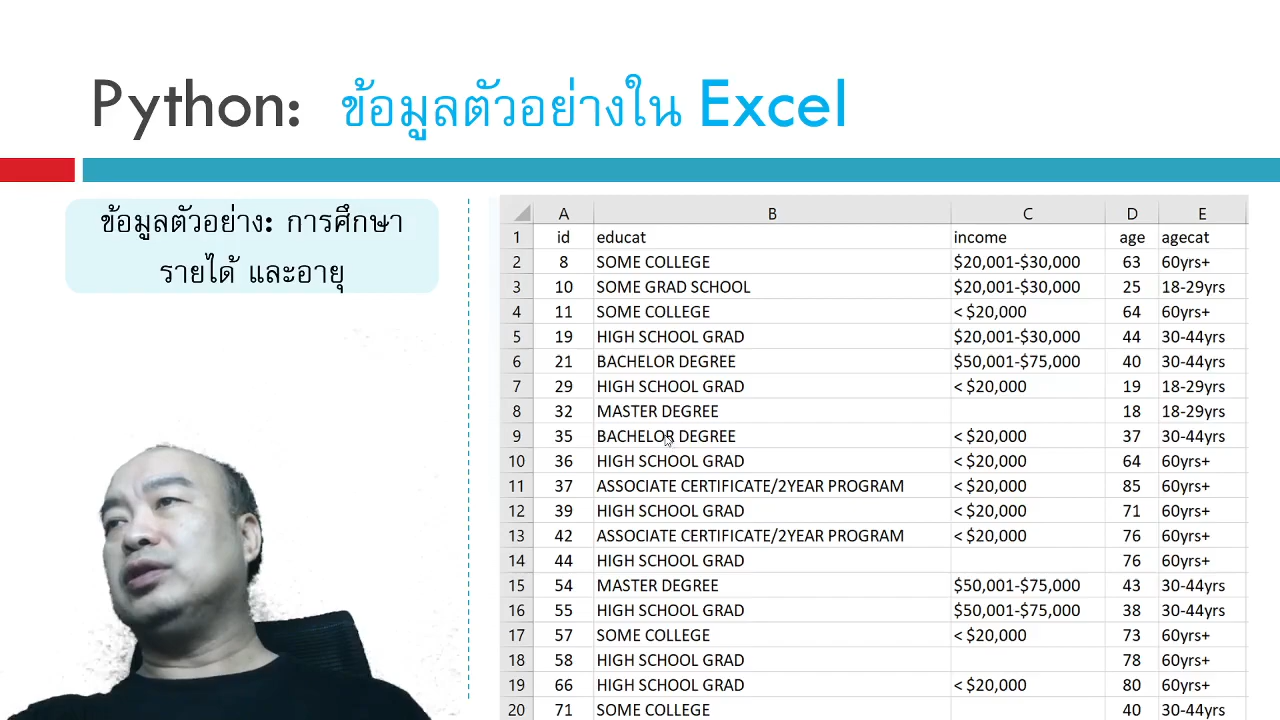 Python: ข้อมูลตัวอย่างใน Excel
ข้อมูลตัวอย่าง: การศึกษา
รายได้ และอายุ
A B C D E
1 id educat income age agecat
2 8 SOME COLLEGE $20,001-$30,000 63 60yrs+
3 10 SOME GRAD SCHOOL $20,001-$30,000 25 18-29yrs
4 11 SOME COLLEGE < $20,000 64 60yrs+
5 19 HIGH SCHOOL GRAD $20,001-$30,000 44 30-44yrs
6 21 BACHELOR DEGREE $50,001-$75,000 40 30-44yrs
7 29 HIGH SCHOOL GRAD < $20,000 19 18-29yrs
8 32 MASTER DEGREE 18 18-29yrs
9 35 BACHELOR DEGREE < $20,000 37 30-44yrs
10 36 HIGH SCHOOL GRAD < $20,000 64 60yrs+
11 37 ASSOCIATE CERTIFICATE/2YEAR PROGRAM < $20,000 85 60yrs+
12 39 HIGH SCHOOL GRAD < $20,000 71 60yrs+
13 42 ASSOCIATE CERTIFICATE/2YEAR PROGRAM < $20,000 76 60yrs+
14 44 HIGH SCHOOL GRAD 76 60yrs+
15 54 MASTER DEGREE $50,001-$75,000 43 30-44yrs
16 55 HIGH SCHOOL GRAD $50,001-$75,000 38 30-44yrs
17 57 SOME COLLEGE < $20,000 73 60yrs+
18 58 HIGH SCHOOL GRAD 78 60yrs+
19 66 HIGH SCHOOL GRAD < $20,000 80 60yrs+
20 71 SOME COLLEGE 40 30-44yrs